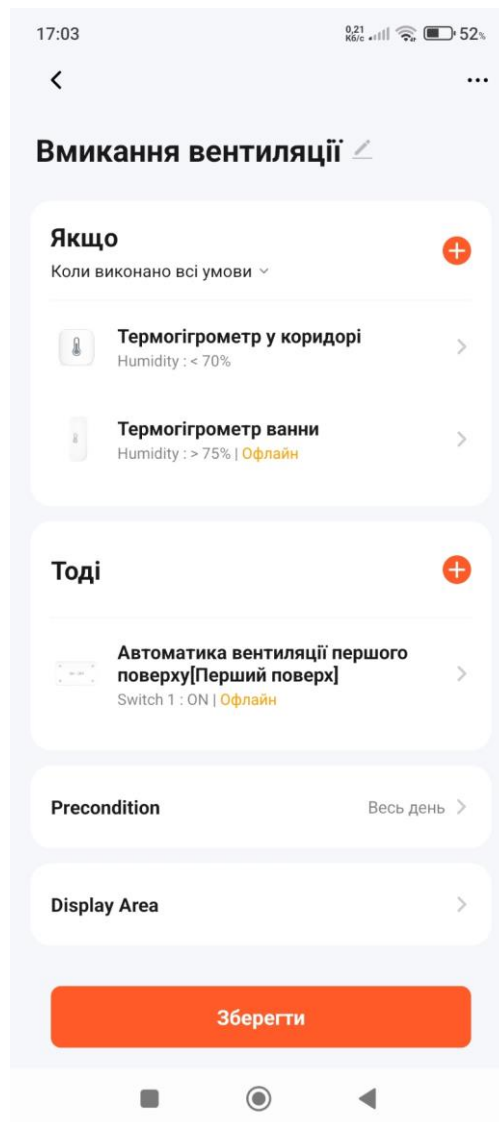 17:03
0,21
Кб/с
52%
Вмикання вентиляції
Якщо
Коли виконано всі умови
Термогігрометр у коридорі
Humidity : < 70%
Термогігрометр ванни
Humidity : > 75% | Офлайн
Тоді
Автоматика вентиляції першого
поверху[Перший поверх]
Switch 1 : ON | Офлайн
Precondition
Весь день
Display Area
Зберегти